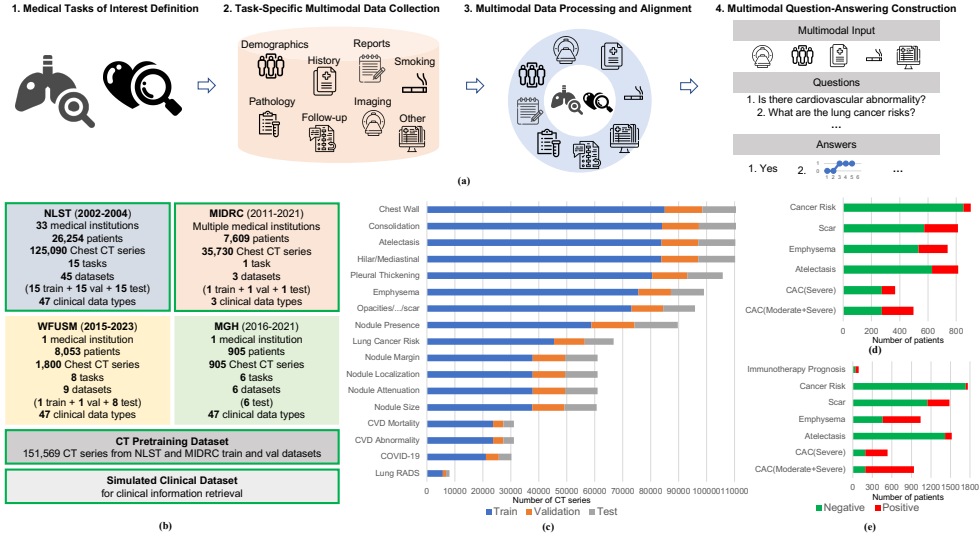 1. Medical Tasks of Interest Definition
2. Task-Specific Multimodal Data Collection
3. Multimodal Data Processing and Alignment
4. Multimodal Question-Answering Construction
Demographics
History
Reports
Smoking
Pathology
Follow-up
Imaging
Other
Multimodal Input
Questions
1. Is there cardiovascular abnormality?
2. What are the lung cancer risks?
...
Answers
1. Yes
2.
1
0
1 2 3 4 5 6
...
(a)
NLST (2002-2004)
33 medical institutions
26,254 patients
125,090 Chest CT series
15 tasks
45 datasets
(15 train + 15 val + 15 test)
47 clinical data types
MIDRC (2011-2021)
Multiple medical institutions
7,609 patients
35,730 Chest CT series
1 task
3 datasets
(1 train + 1 val + 1 test)
3 clinical data types
WFUSM (2015-2023)
1 medical institution
8,053 patients
1,800 Chest CT series
8 tasks
9 datasets
(1 train + 1 val + 8 test)
47 clinical data types
MGH (2016-2021)
1 medical institution
905 patients
905 Chest CT series
6 tasks
6 datasets
(6 test)
47 clinical data types
CT Pretraining Dataset
151,569 CT series from NLST and MIDRC train and val datasets
Simulated Clinical Dataset
for clinical information retrieval
(b)
Chest Wall
Consolidation
Atelectasis
Hilar/Mediastinal
Pleural Thickening
Emphysema
Opacities/.../scar
Nodule Presence
Lung Cancer Risk
Nodule Margin
Nodule Localization
Nodule Attenuation
Nodule Size
CVD Mortality
CVD Abnormality
COVID-19
Lung RADS
0 10000 20000 30000 40000 50000 60000 70000 80000 90000 100000 110000
Number of CT series
Train Validation Test
(c)
Cancer Risk
Scar
Emphysema
Atelectasis
CAC(Severe)
CAC(Moderate+Severe)
0 200 400 600 800
Number of patients
(d)
Immunotherapy Prognosis
Cancer Risk
Scar
Emphysema
Atelectasis
CAC(Severe)
CAC(Moderate+Severe)
0 300 600 900 1200 1500 1800
Number of patients
Negative Positive
(e)